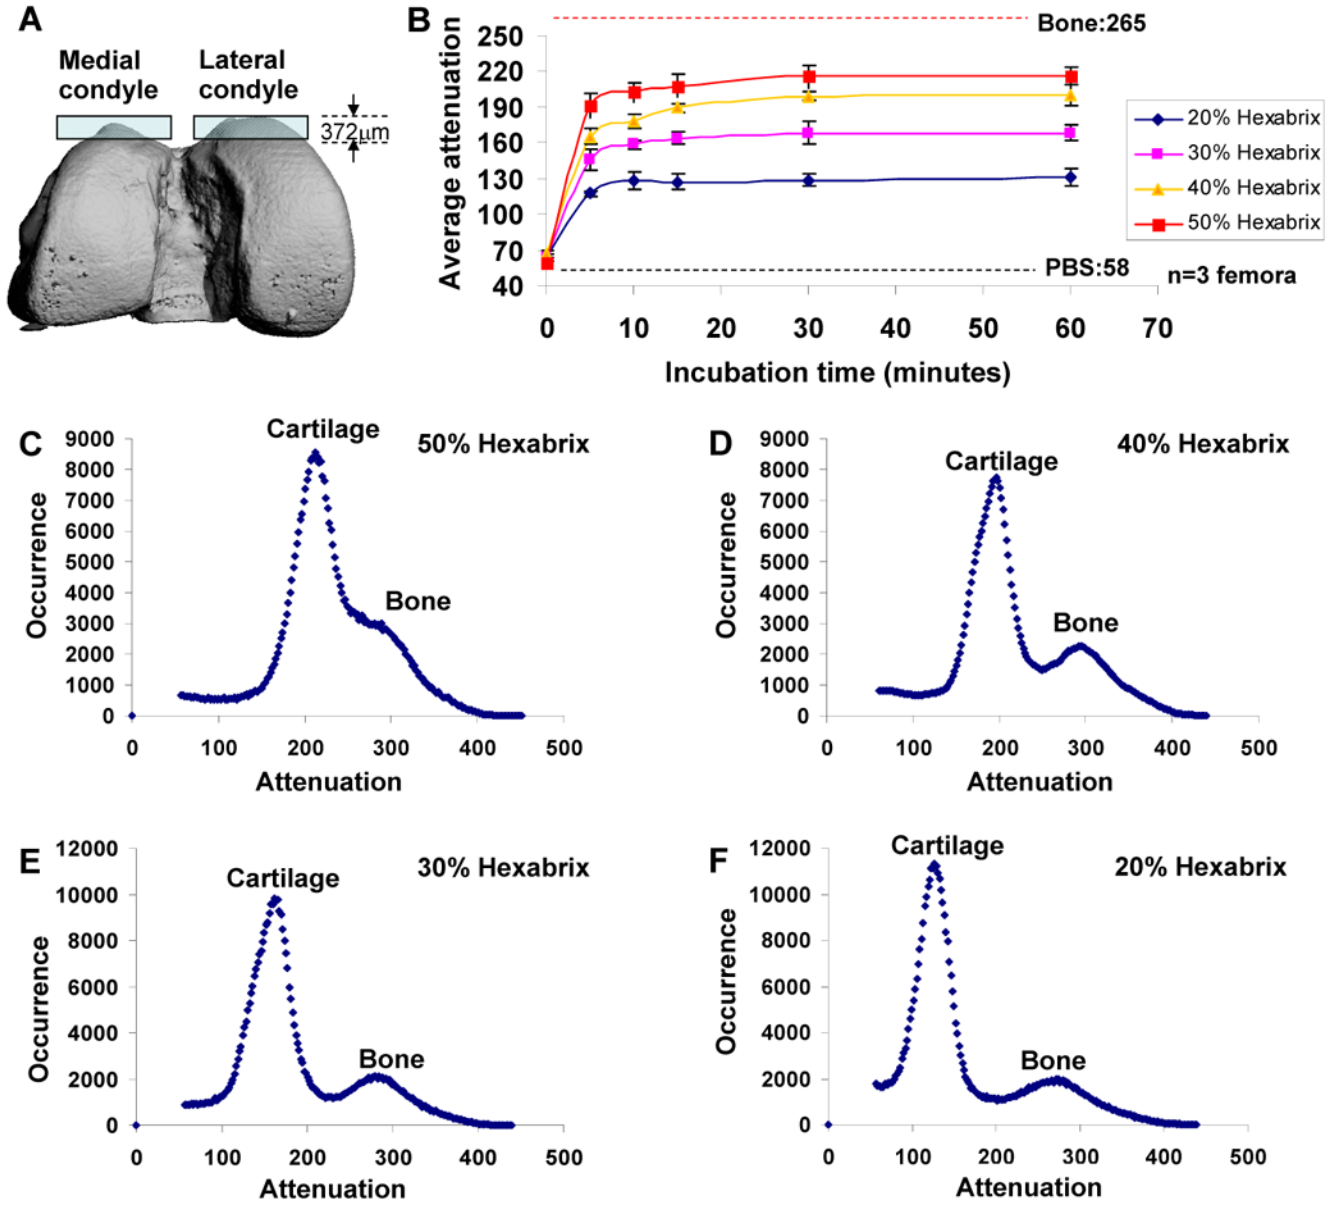 A
Medial
condyle
Lateral
condyle
372µm
B
Average attenuation
250
220
190
160
130
100
70
40
0
10
20
30
40
50
60
70
Incubation time (minutes)
Bone:265
PBS:58
n=3 femora
20% Hexabrix
30% Hexabrix
40% Hexabrix
50% Hexabrix
C
50% Hexabrix
Cartilage
Bone
Occurrence
9000
8000
7000
6000
5000
4000
3000
2000
1000
0
0
100
200
300
400
500
Attenuation
D
40% Hexabrix
Cartilage
Bone
Occurrence
9000
8000
7000
6000
5000
4000
3000
2000
1000
0
0
100
200
300
400
500
Attenuation
E
30% Hexabrix
Cartilage
Bone
Occurrence
12000
10000
8000
6000
4000
2000
0
0
100
200
300
400
500
Attenuation
F
20% Hexabrix
Cartilage
Bone
Occurrence
12000
10000
8000
6000
4000
2000
0
0
100
200
300
400
500
Attenuation